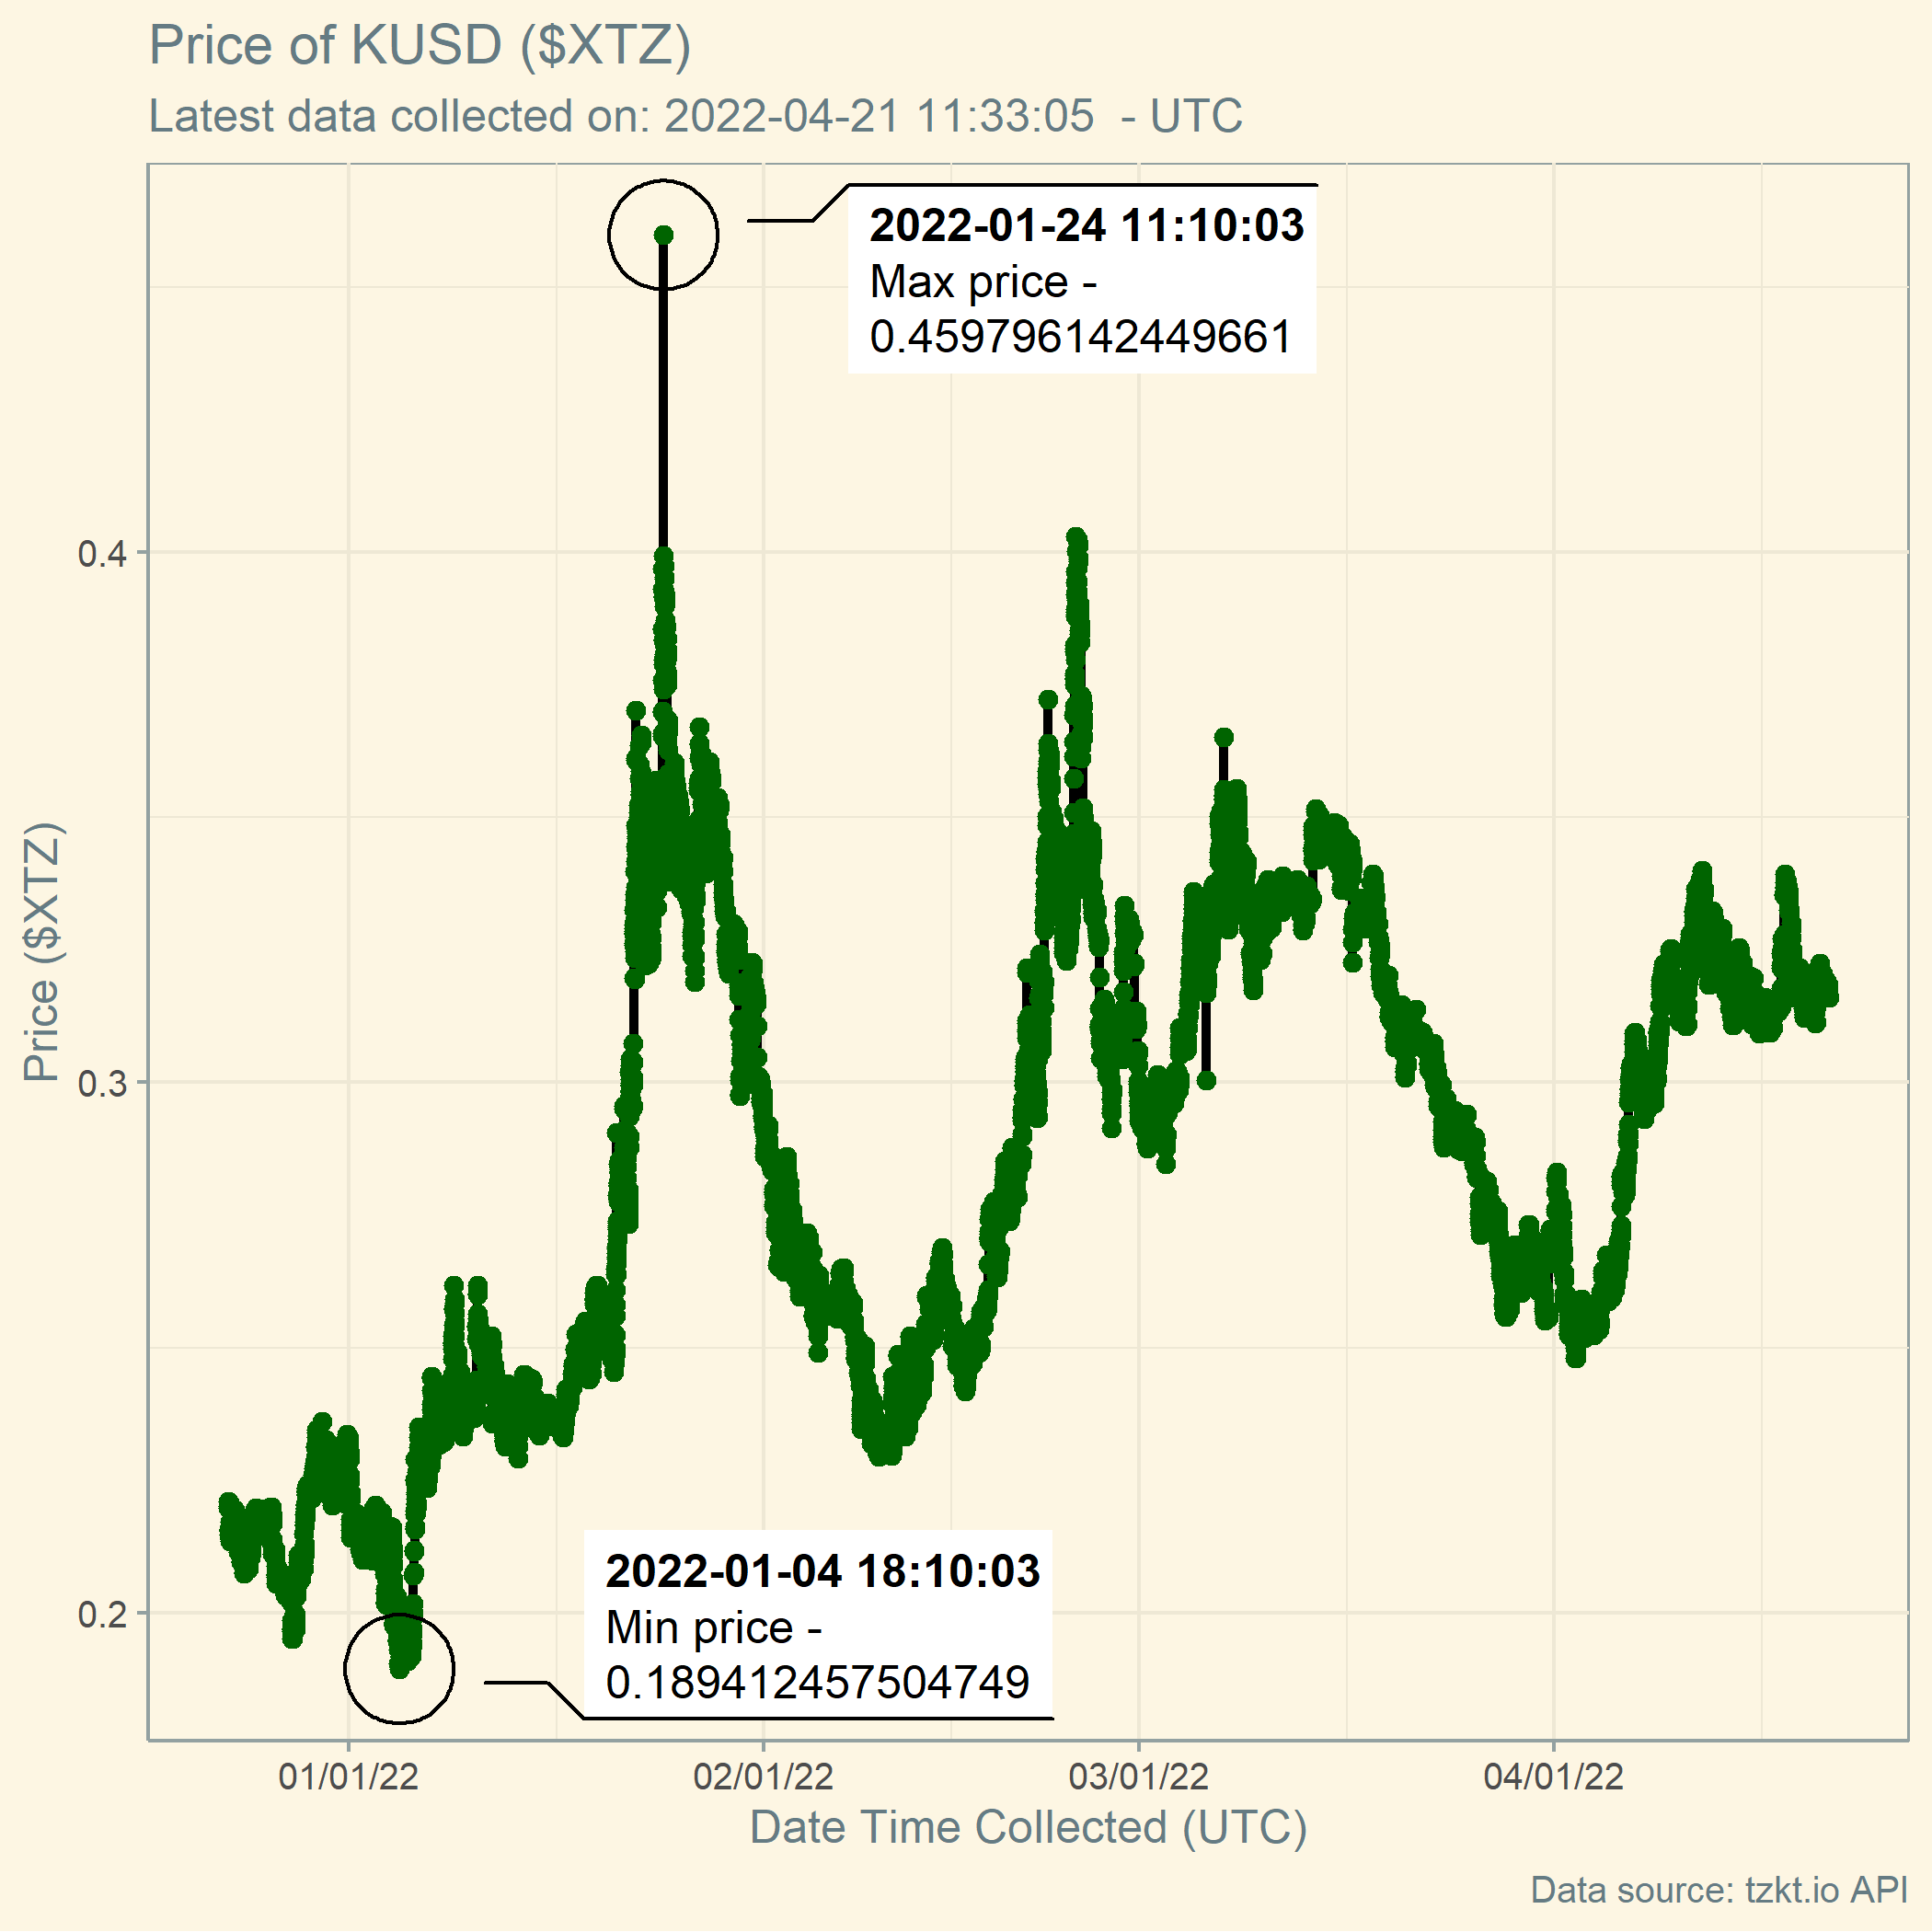 Price of KUSD ($XTZ)
Latest data collected on: 2022-04-21 11:33:05  - UTC
2022-01-24 11:10:03
Max price -
0.459796142449661
0.4
0.3
0.2
Price ($XTZ)
2022-01-04 18:10:03
Min price -
0.189412457504749
01/01/22
02/01/22
03/01/22
04/01/22
Date Time Collected (UTC)
Data source: tzkt.io API